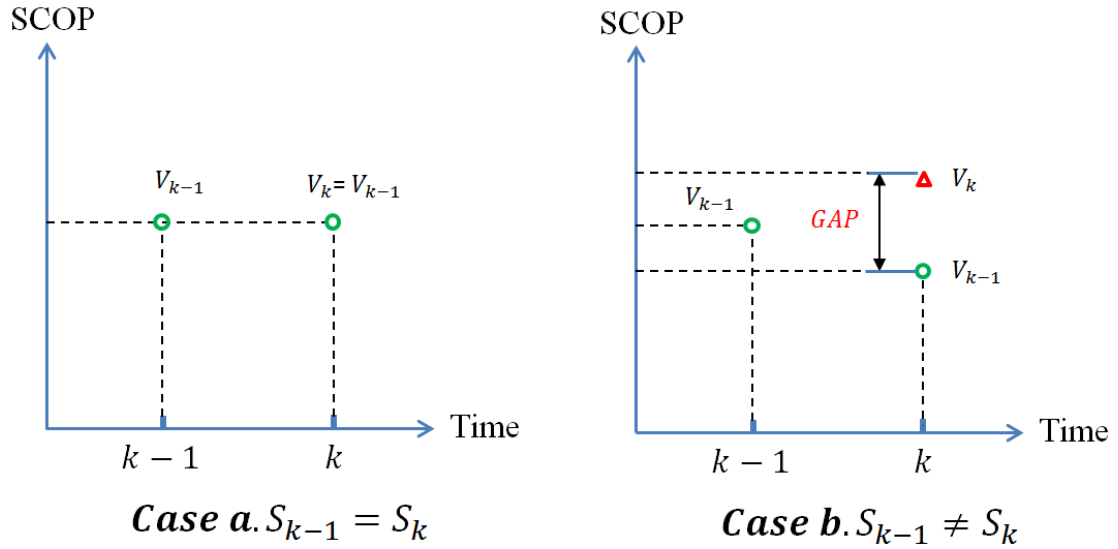 SCOP
V_{k−1}
V_k = V_{k−1}
Time
k − 1
k
Case a. S_{k−1} = S_k
SCOP
V_k
V_{k−1}
GAP
V_{k−1}
Time
k − 1
k
Case b. S_{k−1} ≠ S_k